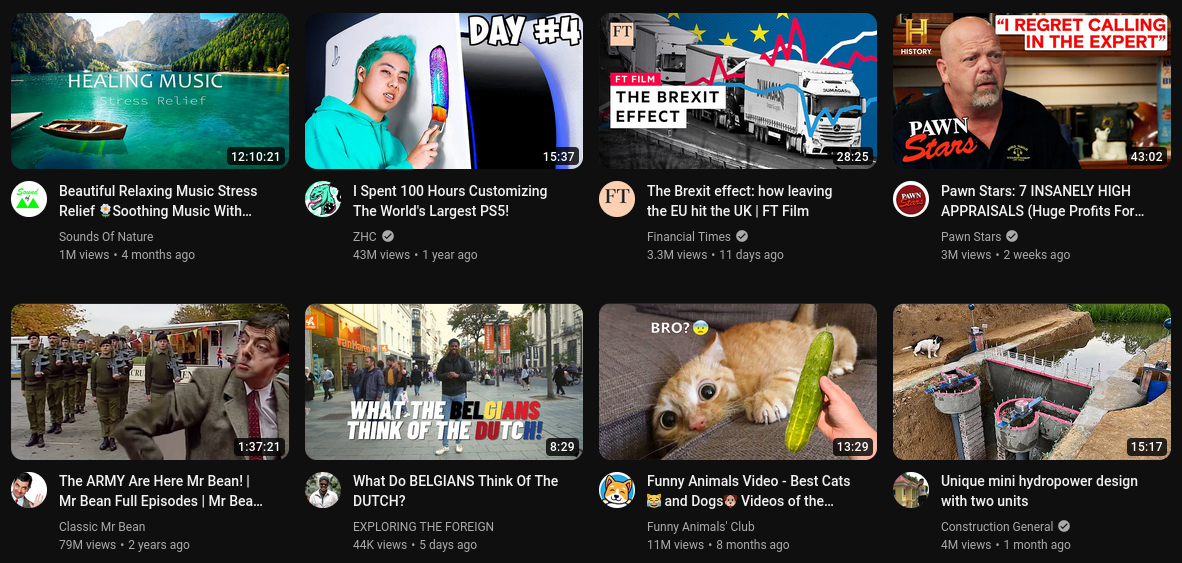 HEALING MUSIC
Stress Relief
12:10:21
DAY #4
15:37
FT
FT FILM
THE BREXIT
EFFECT
DUMAGAS
28:25
H
HISTORY
"I REGRET CALLING
IN THE EXPERT"
PAWN
Stars
43:02
Sound
Beautiful Relaxing Music Stress
Relief 🌼Soothing Music With…
Sounds Of Nature
1M views • 4 months ago
I Spent 100 Hours Customizing
The World's Largest PS5!
ZHC
43M views • 1 year ago
FT
The Brexit effect: how leaving
the EU hit the UK | FT Film
Financial Times
3.3M views • 11 days ago
PAWN
Stars
Pawn Stars: 7 INSANELY HIGH
APPRAISALS (Huge Profits For…
Pawn Stars
3M views • 2 weeks ago
1:37:21
WHAT THE BELGIANS
THINK OF THE DUTCH!
8:29
BRO?😨
13:29
15:17
The ARMY Are Here Mr Bean! |
Mr Bean Full Episodes | Mr Bea…
Classic Mr Bean
79M views • 2 years ago
What Do BELGIANS Think Of The
DUTCH?
EXPLORING THE FOREIGN
44K views • 5 days ago
Funny Animals Video - Best Cats
😹and Dogs🐶 Videos of the…
Funny Animals' Club
11M views • 8 months ago
Unique mini hydropower design
with two units
Construction General
4M views • 1 month ago